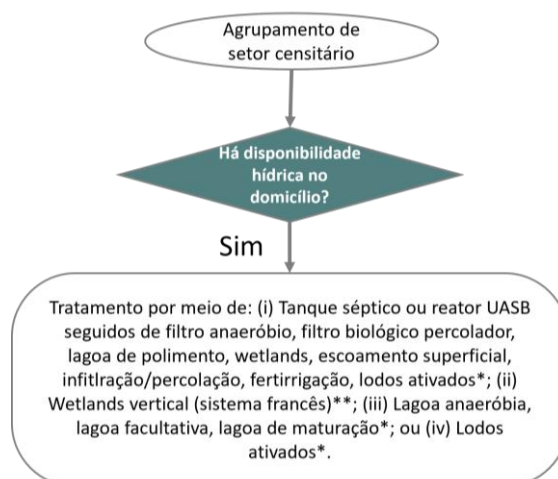 Agrupamento de
setor censitário
Há disponibilidade
hídrica no
domicílio?
Sim
Tratamento por meio de: (i) Tanque séptico ou reator UASB
seguidos de filtro anaeróbio, filtro biológico percolador,
lagoa de polimento, wetlands, escoamento superficial,
infitlração/percolação, fertirrigação, lodos ativados*; (ii)
Wetlands vertical (sistema francês)**; (iii) Lagoa anaeróbia,
lagoa facultativa, lagoa de maturação*; ou (iv) Lodos
ativados*.